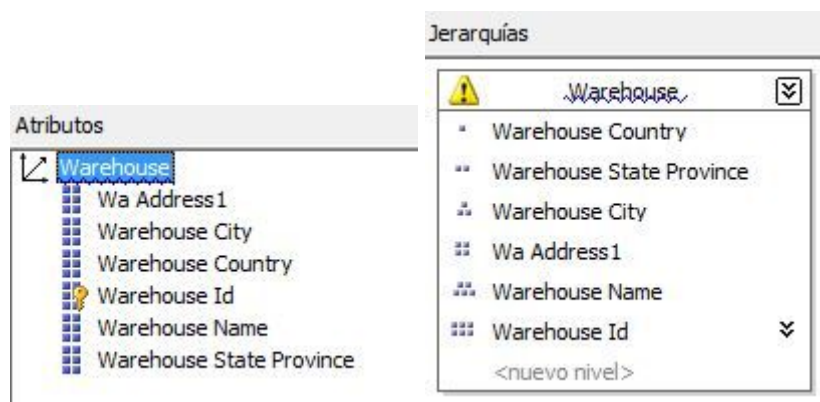 Atributos
Warehouse
Wa Address1
Warehouse City
Warehouse Country
Warehouse Id
Warehouse Name
Warehouse State Province
Jerarquías
Warehouse
Warehouse Country
Warehouse State Province
Warehouse City
Wa Address1
Warehouse Name
Warehouse Id
<nuevo nivel>